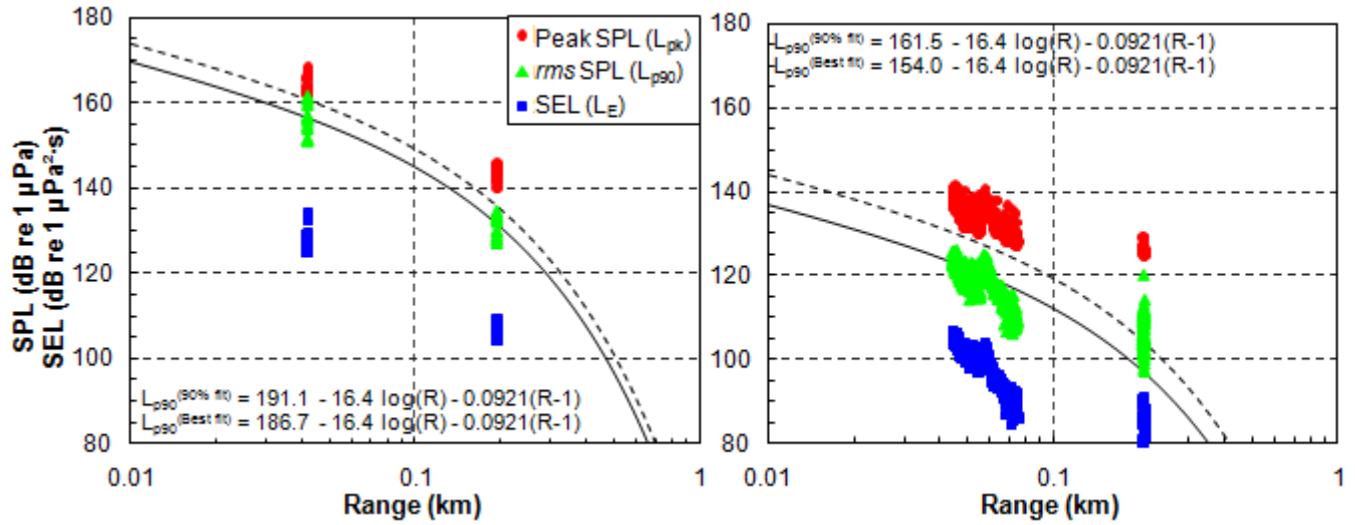 180
160
140
120
100
80
SPL (dB re 1 µPa)
SEL (dB re 1 µPa²·s)
Peak SPL (Lpk)
rms SPL (Lp90)
SEL (LE)
Lp90(90% fit) = 191.1 - 16.4 log(R) - 0.0921(R-1)
Lp90(Best fit) = 186.7 - 16.4 log(R) - 0.0921(R-1)
0.01
0.1
1
Range (km)
180
160
140
120
100
80
Lp90(90% fit) = 161.5 - 16.4 log(R) - 0.0921(R-1)
Lp90(Best fit) = 154.0 - 16.4 log(R) - 0.0921(R-1)
0.01
0.1
1
Range (km)